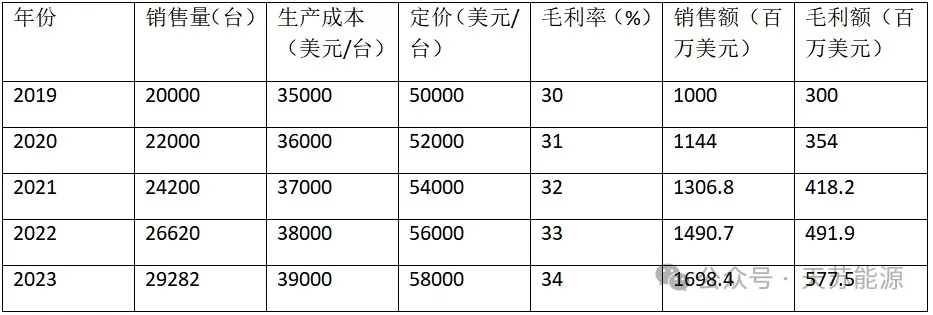 年份 销售量（台） 生产成本（美元/台） 定价（美元/台） 毛利率（%） 销售额（百万美元） 毛利额（百万美元）
2019 20000 35000 50000 30 1000 300
2020 22000 36000 52000 31 1144 354
2021 24200 37000 54000 32 1306.8 418.2
2022 26620 38000 56000 33 1490.7 491.9
2023 29282 39000 58000 34 1698.4 577.5
公众号·天芴能源